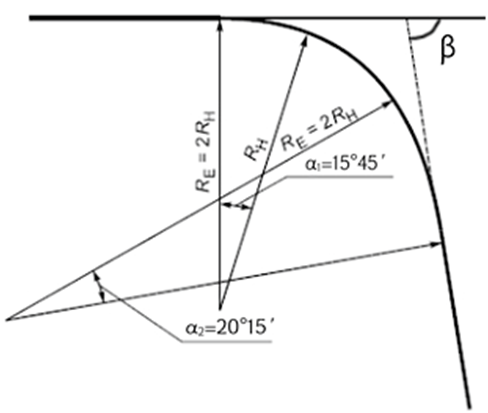 β
R_E = 2R_H
R_H
R_E = 2R_H
α₁=15°45′
α₂=20°15′